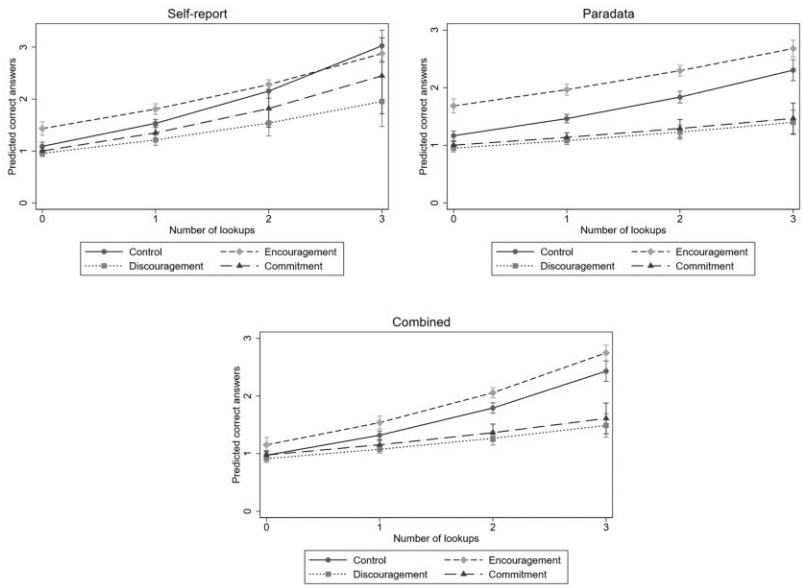 Self-report
Predicted correct answers
3
2
1
0
0 1 2 3
Number of lookups
Control Encouragement
Discouragement Commitment
Paradata
Predicted correct answers
3
2
1
0
0 1 2 3
Number of lookups
Control Encouragement
Discouragement Commitment
Combined
Predicted correct answers
3
2
1
0
0 1 2 3
Number of lookups
Control Encouragement
Discouragement Commitment